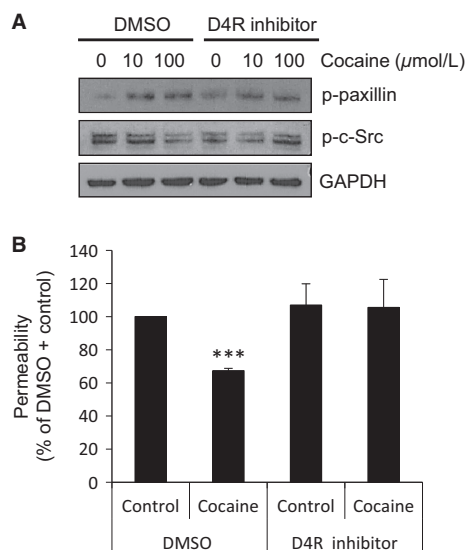 A
DMSO D4R inhibitor
0 10 100 0 10 100 Cocaine (µmol/L)
p-paxillin
p-c-Src
GAPDH
B
Permeability
(% of DMSO + control)
140
120
100
80
60
40
20
0
***
Control Cocaine Control Cocaine
DMSO D4R inhibitor